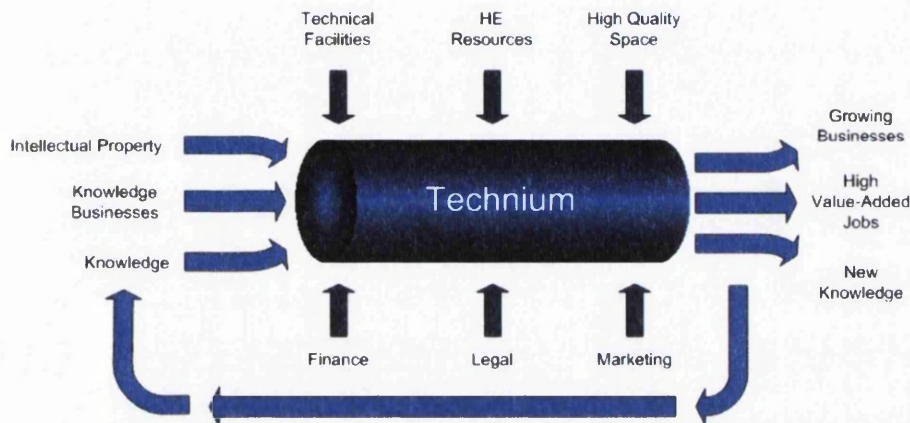 Technical
Facilities
HE
Resources
High Quality
Space
Intellectual Property
Knowledge
Businesses
Knowledge
Technium
Growing
Businesses
High
Value-Added
Jobs
New
Knowledge
Finance
Legal
Marketing